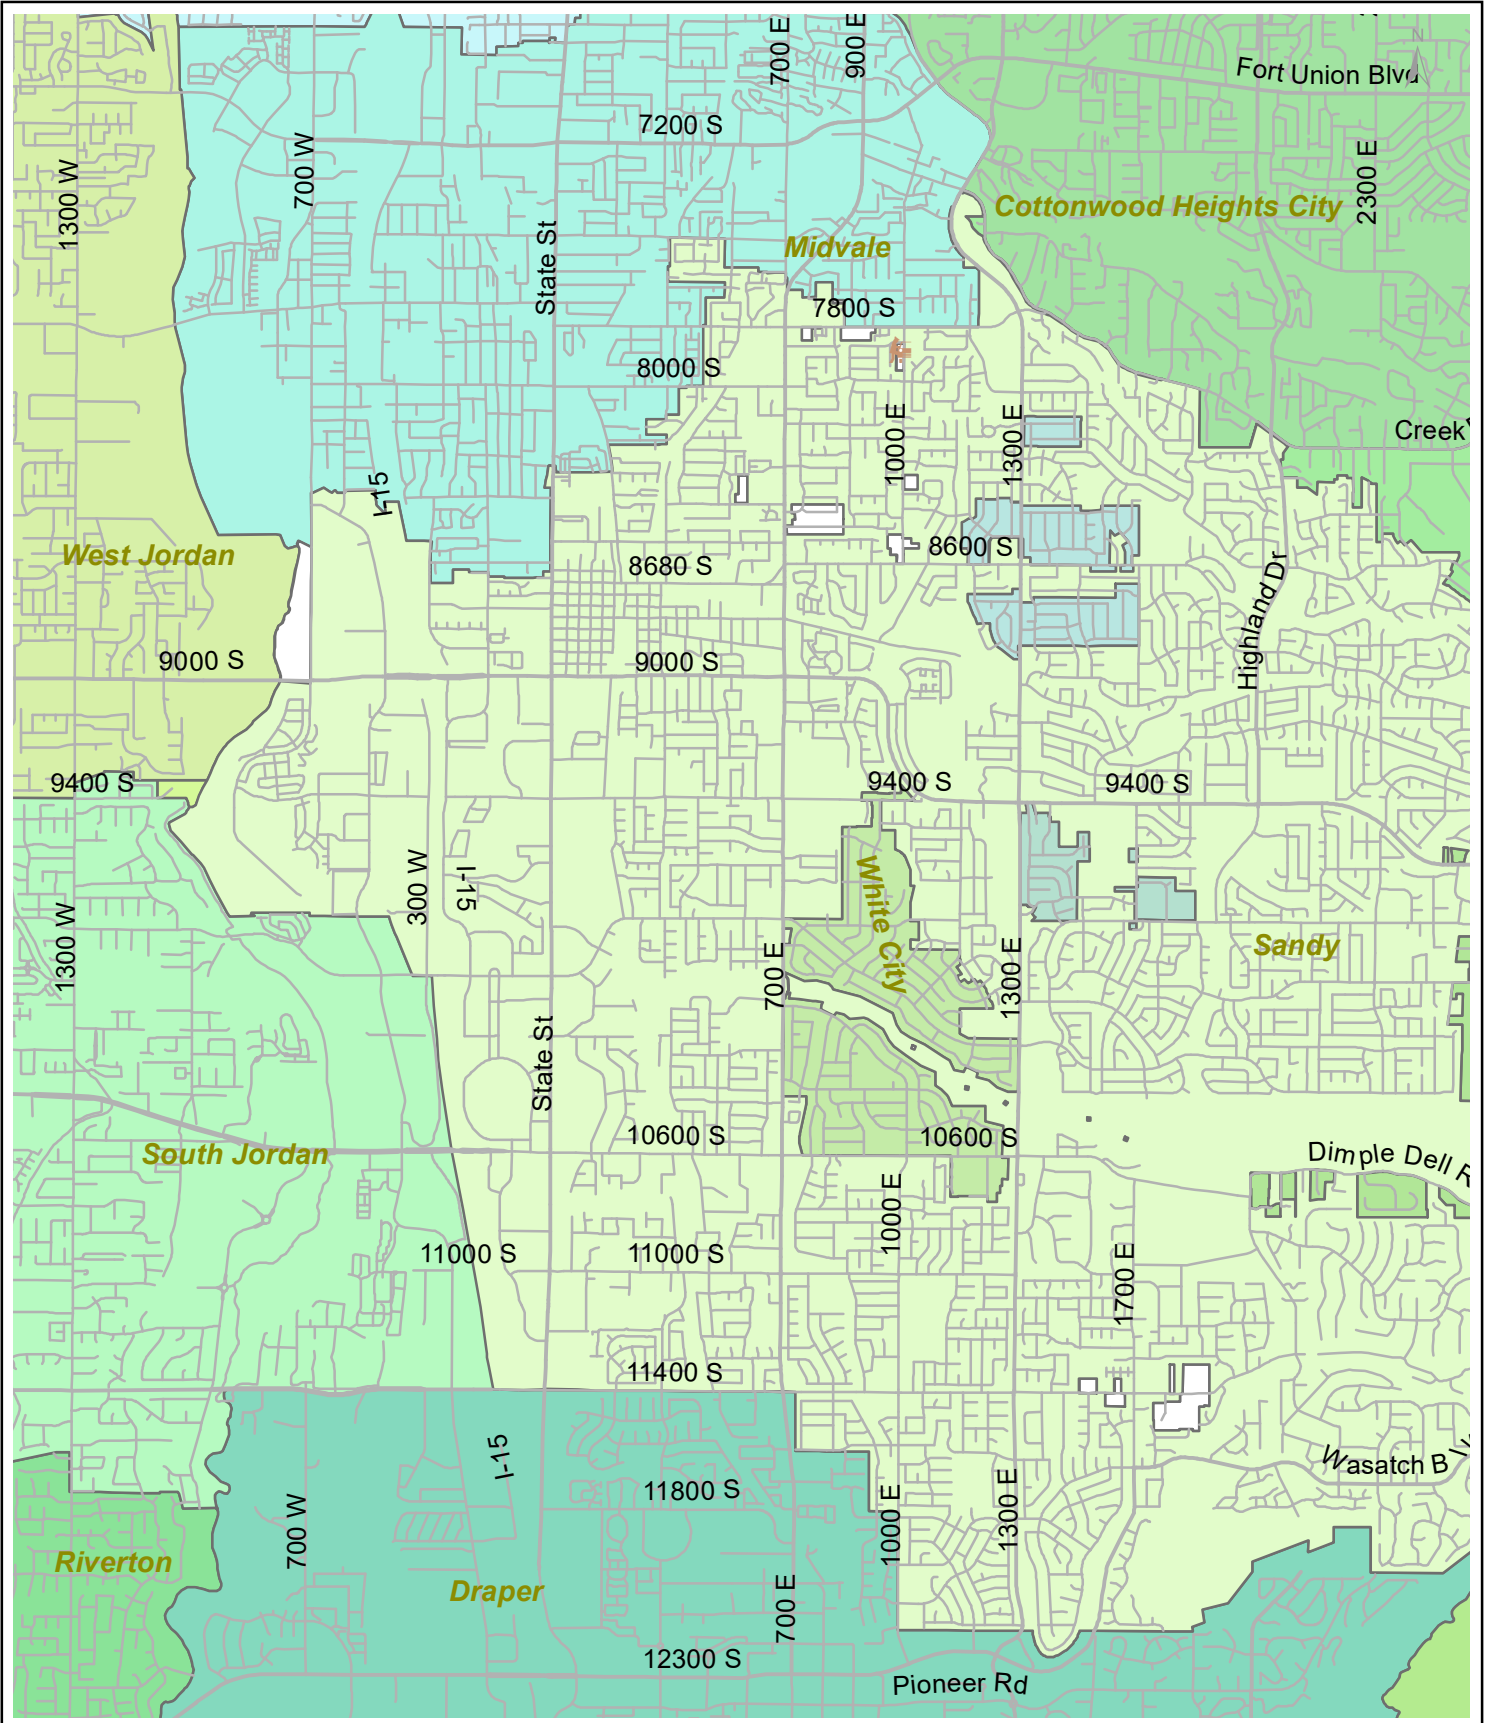 700 E
900 E
Fort Union Blvd
7200 S
700 W
1300 W
2300 E
Cottonwood Heights City
State St
Midvale
7800 S
8000 S
1000 E
1300 E
Creek
I-15
West Jordan
8600 S
8680 S
Highland Dr
9000 S
9000 S
9400 S
9400 S
9400 S
300 W
I-15
White City
1300 W
700 E
1300 E
Sandy
State St
10600 S
10600 S
South Jordan
Dimple Dell R
1000 E
11000 S
11000 S
1700 E
11400 S
I-15
Wasatch B
11800 S
700 W
1000 E
1300 E
Riverton
Draper
700 E
12300 S
Pioneer Rd